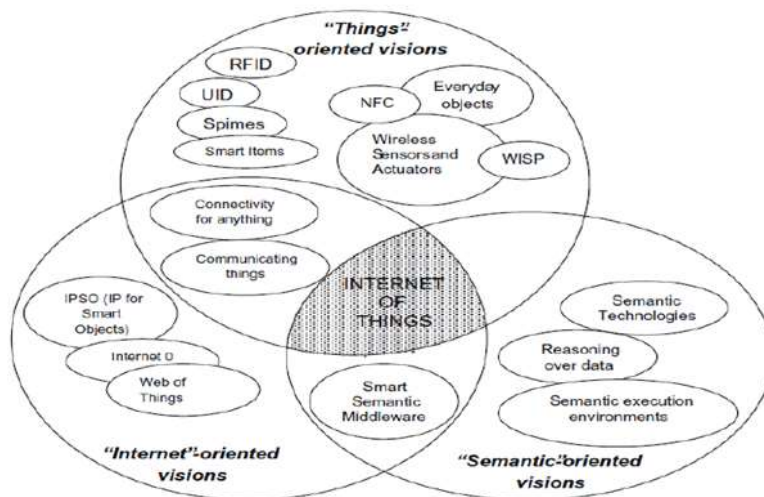 "Things"-
oriented visions
RFID
UID
Spimes
Smart Items
NFC
Everyday
objects
Wireless
Sensorsand
Actuators
WISP
Connectivity
for anything
Communicating
things
INTERNET
OF
THINGS
IPSO (IP for
Smart
Objects)
Internet 0
Web of
Things
Semantic
Technologies
Reasoning
over data
Semantic execution
environments
Smart
Semantic
Middleware
"Internet"-oriented
visions
"Semantic"-oriented
visions